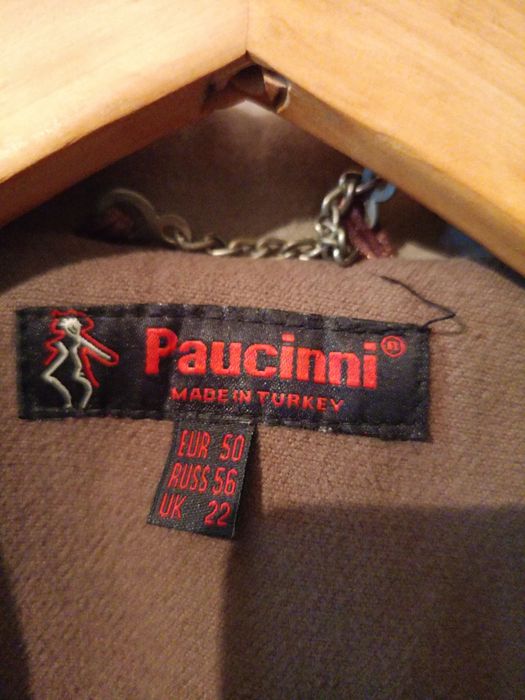 Paucinni
MADE IN TURKEY
EUR 50
RUSS 56
UK 22